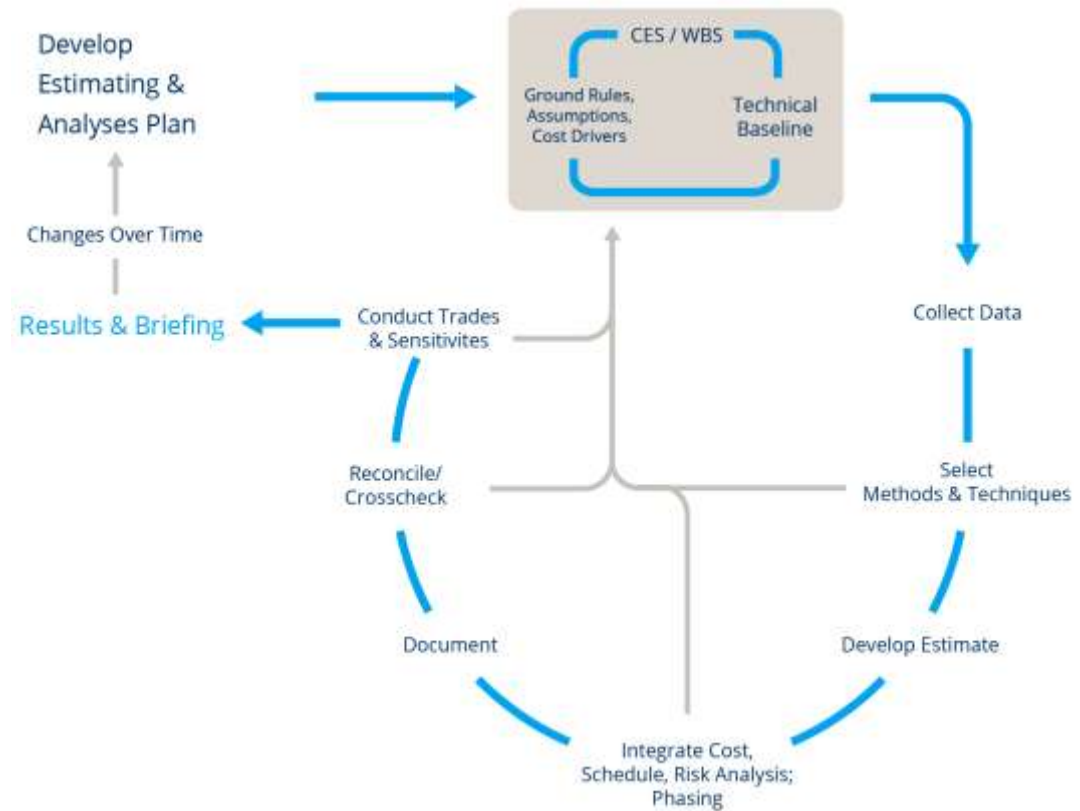 Develop
Estimating &
Analyses Plan
CES / WBS
Ground Rules,
Assumptions,
Cost Drivers
Technical
Baseline
Changes Over Time
Results & Briefing
Conduct Trades
& Sensitivites
Collect Data
Reconcile/
Crosscheck
Select
Methods & Techniques
Document
Develop Estimate
Integrate Cost,
Schedule, Risk Analysis;
Phasing